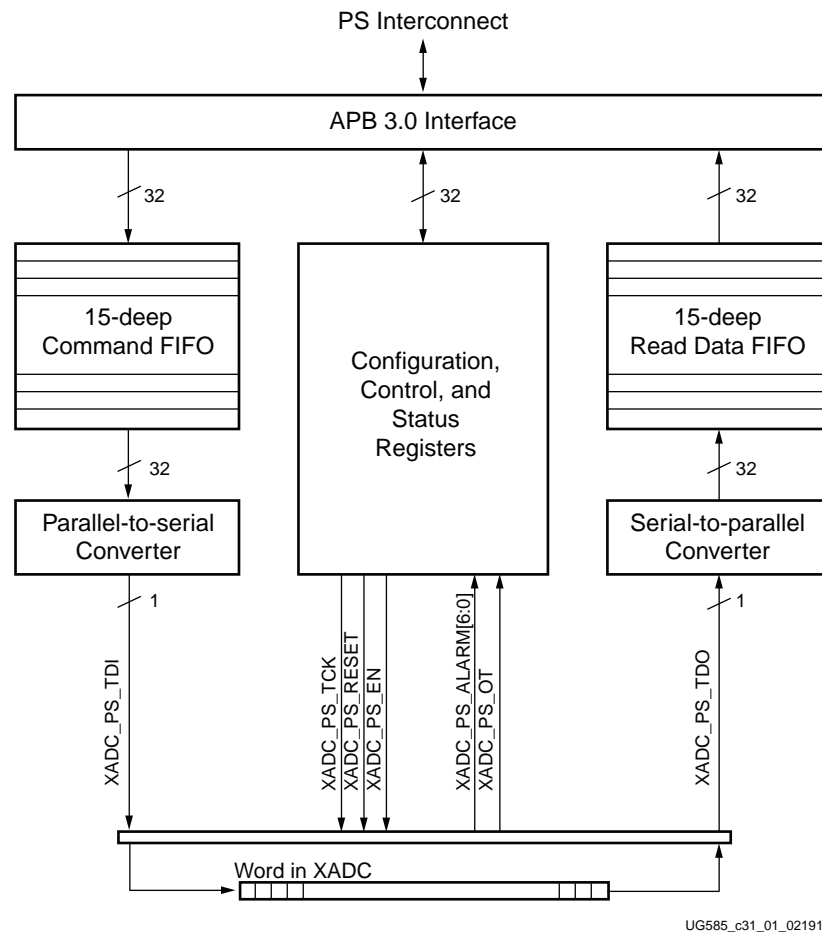 PS Interconnect
APB 3.0 Interface
32
32
32
15-deep
Command FIFO
Configuration,
Control, and
Status
Registers
15-deep
Read Data FIFO
32
32
Parallel-to-serial
Converter
Serial-to-parallel
Converter
1
1
XADC_PS_TDI
XADC_PS_TCK
XADC_PS_RESET
XADC_PS_EN
XADC_PS_ALARM[6:0]
XADC_PS_OT
XADC_PS_TDO
Word in XADC
UG585_c31_01_02191